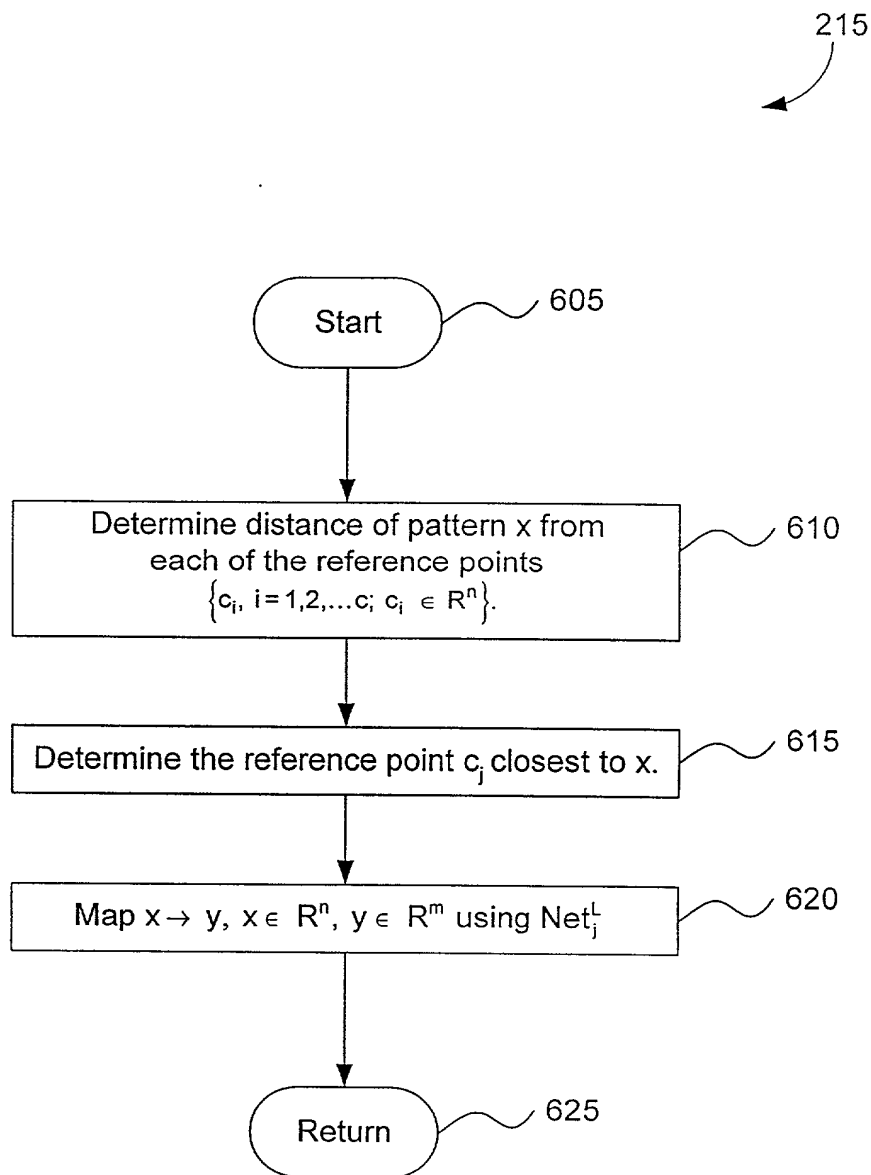 215
Start
605
Determine distance of pattern x from
each of the reference points
{cᵢ, i=1,2,...c; cᵢ ∈ Rⁿ}.
610
Determine the reference point cⱼ closest to x.
615
Map x → y, x ∈ Rⁿ, y ∈ Rᵐ using Netⱼᴸ
620
Return
625